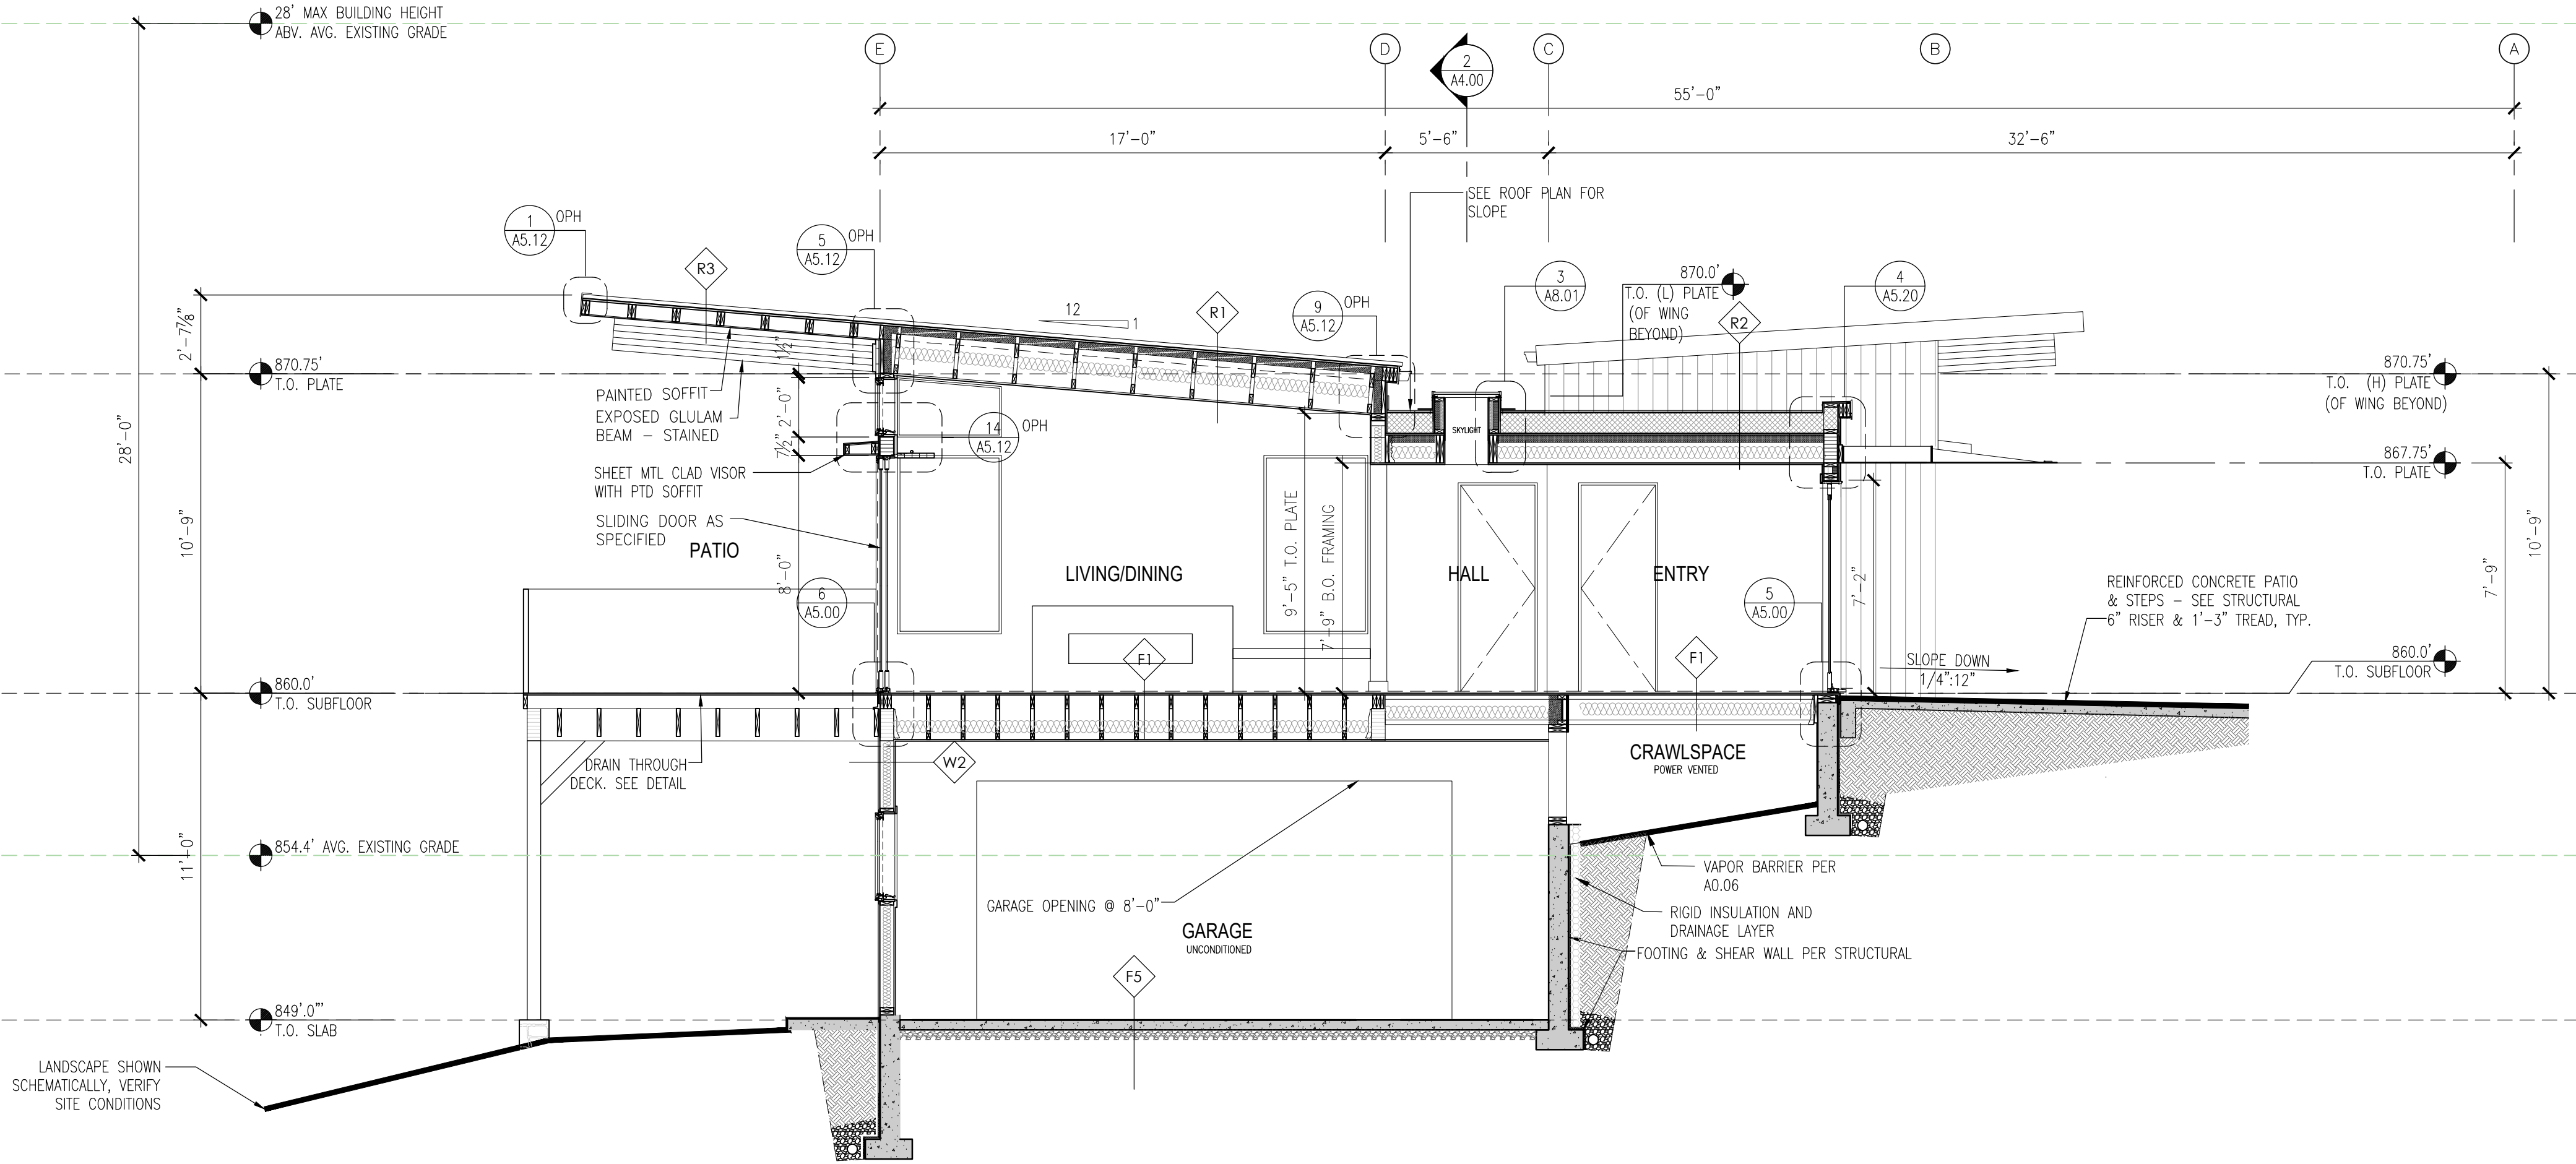 28' MAX BUILDING HEIGHT
ABV. AVG. EXISTING GRADE
E
D
C
B
A
2
A4.00
55'-0"
17'-0"
5'-6"
32'-6"
SEE ROOF PLAN FOR
SLOPE
1
A5.12
OPH
5
A5.12
OPH
R3
12
1
R1
9
A5.12
OPH
3
A8.01
870.0'
T.O. (L) PLATE
(OF WING
BEYOND)
R2
4
A5.20
2'-7⅞"
1½"
870.75'
T.O. PLATE
870.75'
T.O. (H) PLATE
(OF WING BEYOND)
PAINTED SOFFIT
EXPOSED GLULAM
BEAM - STAINED
2'-0"
7½"
14
A5.12
OPH
SKYLIGHT
28'-0"
867.75'
T.O. PLATE
SHEET MTL CLAD VISOR
WITH PTD SOFFIT
SLIDING DOOR AS
SPECIFIED
PATIO
10'-9"
8'-0"
LIVING/DINING
9'-5" T.O. PLATE
7'-9" B.O. FRAMING
HALL
ENTRY
7'-2"
7'-9"
10'-9"
6
A5.00
5
A5.00
REINFORCED CONCRETE PATIO
& STEPS - SEE STRUCTURAL
6" RISER & 1'-3" TREAD, TYP.
F1
F1
SLOPE DOWN
1/4":12"
860.0'
T.O. SUBFLOOR
860.0'
T.O. SUBFLOOR
W2
DRAIN THROUGH
DECK. SEE DETAIL
CRAWLSPACE
POWER VENTED
854.4' AVG. EXISTING GRADE
11'-0"
VAPOR BARRIER PER
A0.06
GARAGE OPENING @ 8'-0"
RIGID INSULATION AND
DRAINAGE LAYER
GARAGE
UNCONDITIONED
FOOTING & SHEAR WALL PER STRUCTURAL
F5
849'.0"'
T.O. SLAB
LANDSCAPE SHOWN
SCHEMATICALLY, VERIFY
SITE CONDITIONS